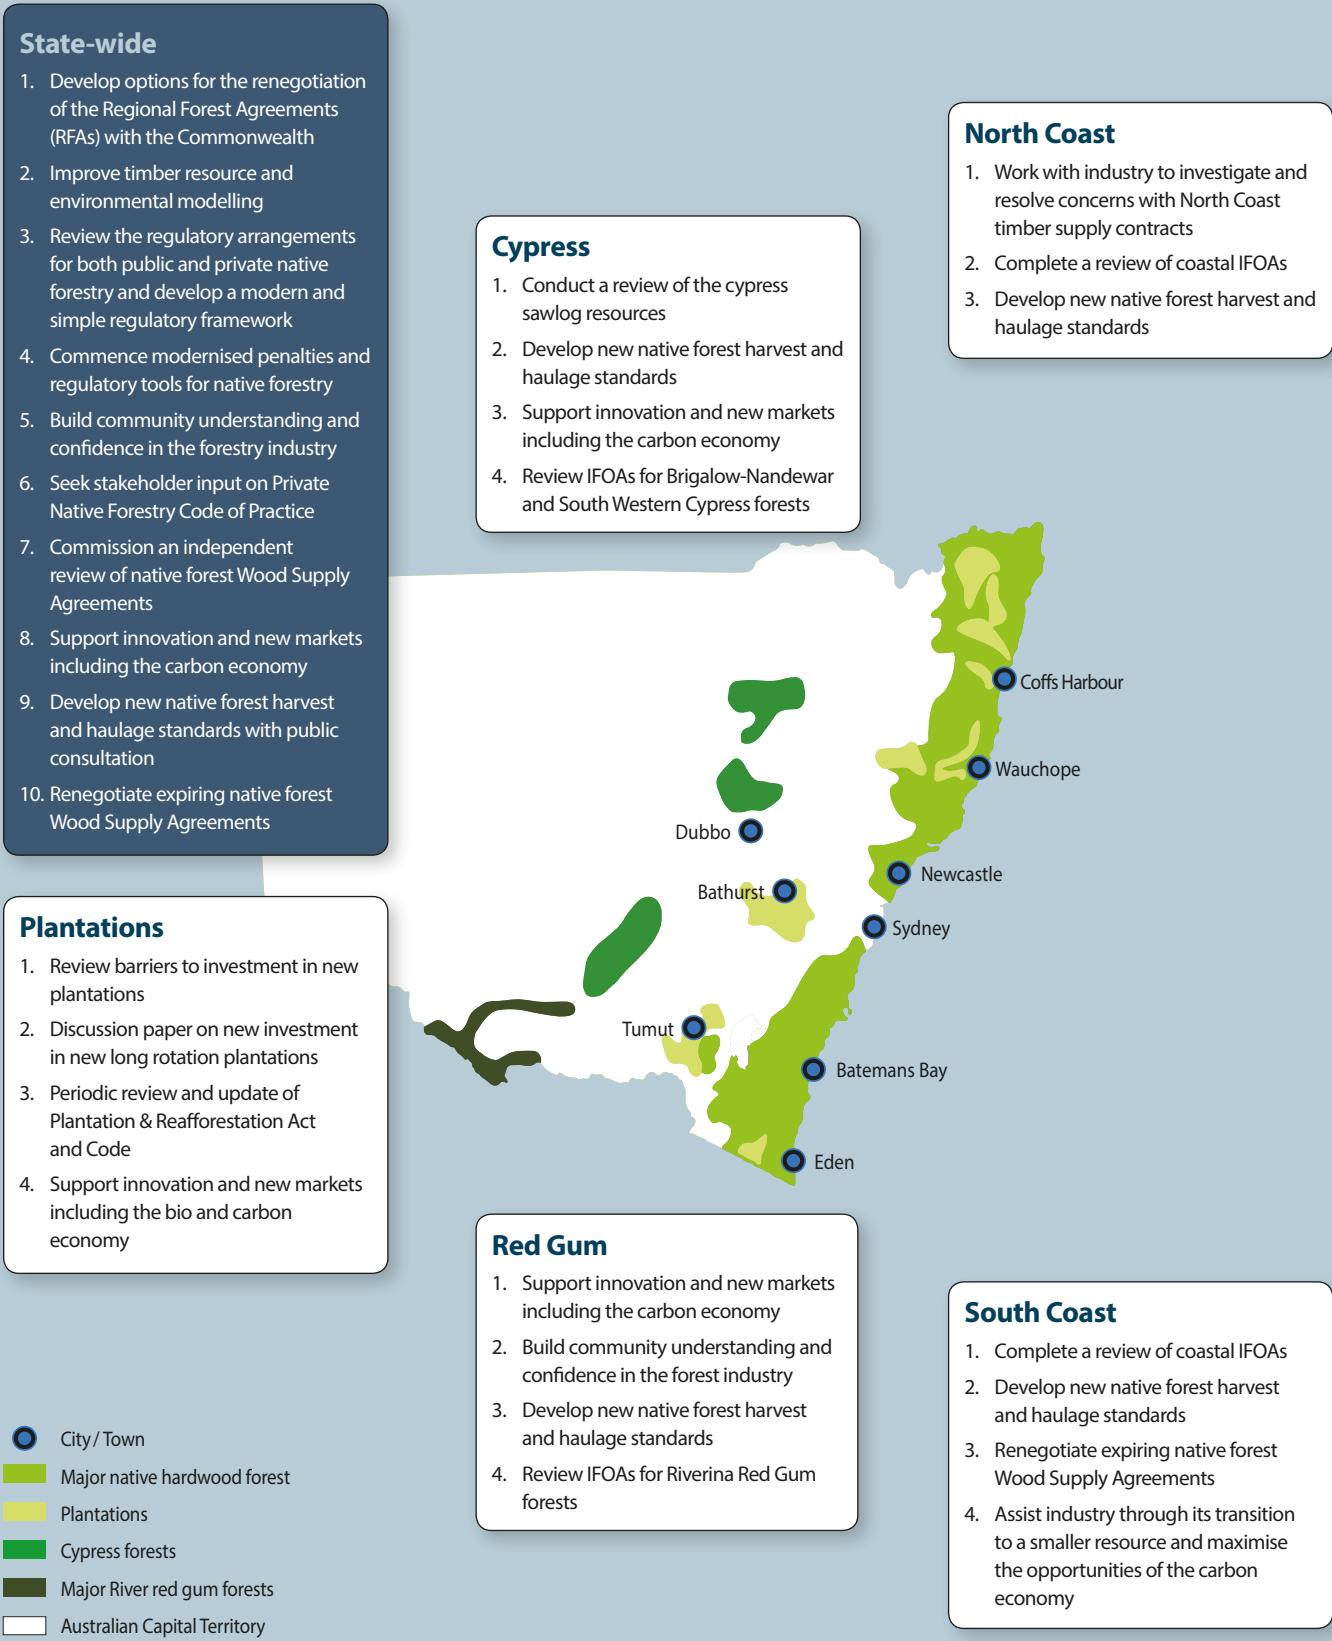 State-wide
1. Develop options for the renegotiation
of the Regional Forest Agreements
(RFAs) with the Commonwealth
2. Improve timber resource and
environmental modelling
3. Review the regulatory arrangements
for both public and private native
forestry and develop a modern and
simple regulatory framework
4. Commence modernised penalties and
regulatory tools for native forestry
5. Build community understanding and
confidence in the forestry industry
6. Seek stakeholder input on Private
Native Forestry Code of Practice
7. Commission an independent
review of native forest Wood Supply
Agreements
8. Support innovation and new markets
including the carbon economy
9. Develop new native forest harvest
and haulage standards with public
consultation
10. Renegotiate expiring native forest
Wood Supply Agreements
North Coast
1. Work with industry to investigate and
resolve concerns with North Coast
timber supply contracts
2. Complete a review of coastal IFOAs
3. Develop new native forest harvest and
haulage standards
Cypress
1. Conduct a review of the cypress
sawlog resources
2. Develop new native forest harvest and
haulage standards
3. Support innovation and new markets
including the carbon economy
4. Review IFOAs for Brigalow-Nandewar
and South Western Cypress forests
Coffs Harbour
Wauchope
Dubbo
Newcastle
Bathurst
Sydney
Tumut
Batemans Bay
Eden
Plantations
1. Review barriers to investment in new
plantations
2. Discussion paper on new investment
in new long rotation plantations
3. Periodic review and update of
Plantation & Reafforestation Act
and Code
4. Support innovation and new markets
including the bio and carbon
economy
Red Gum
1. Support innovation and new markets
including the carbon economy
2. Build community understanding and
confidence in the forest industry
3. Develop new native forest harvest
and haulage standards
4. Review IFOAs for Riverina Red Gum
forests
South Coast
1. Complete a review of coastal IFOAs
2. Develop new native forest harvest
and haulage standards
3. Renegotiate expiring native forest
Wood Supply Agreements
4. Assist industry through its transition
to a smaller resource and maximise
the opportunities of the carbon
economy
City / Town
Major native hardwood forest
Plantations
Cypress forests
Major River red gum forests
Australian Capital Territory